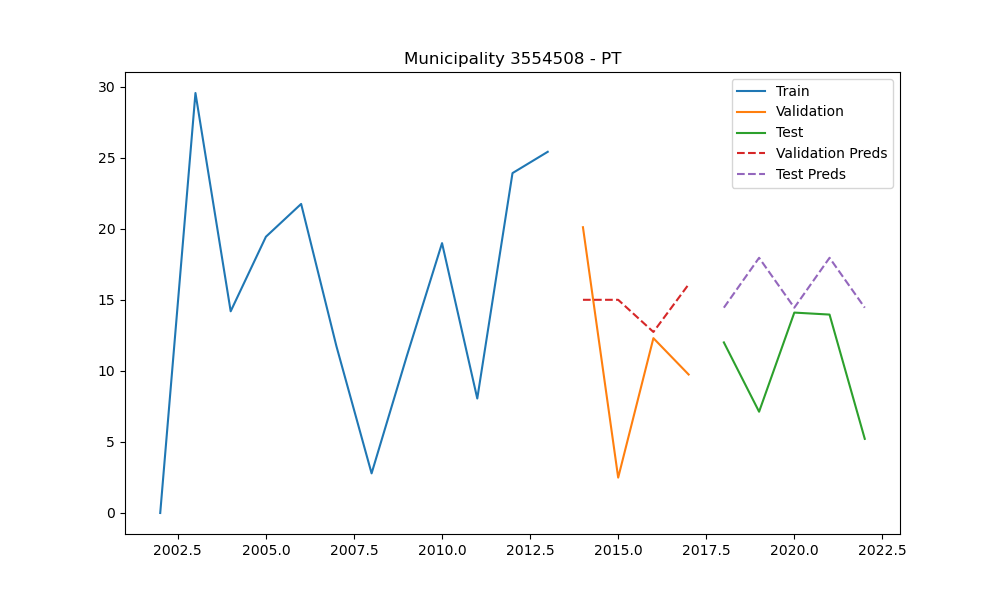 Municipality 3554508 - PT
30
25
20
15
10
5
0
Train
Validation
Test
Validation Preds
Test Preds
2002.5 2005.0 2007.5 2010.0 2012.5 2015.0 2017.5 2020.0 2022.5